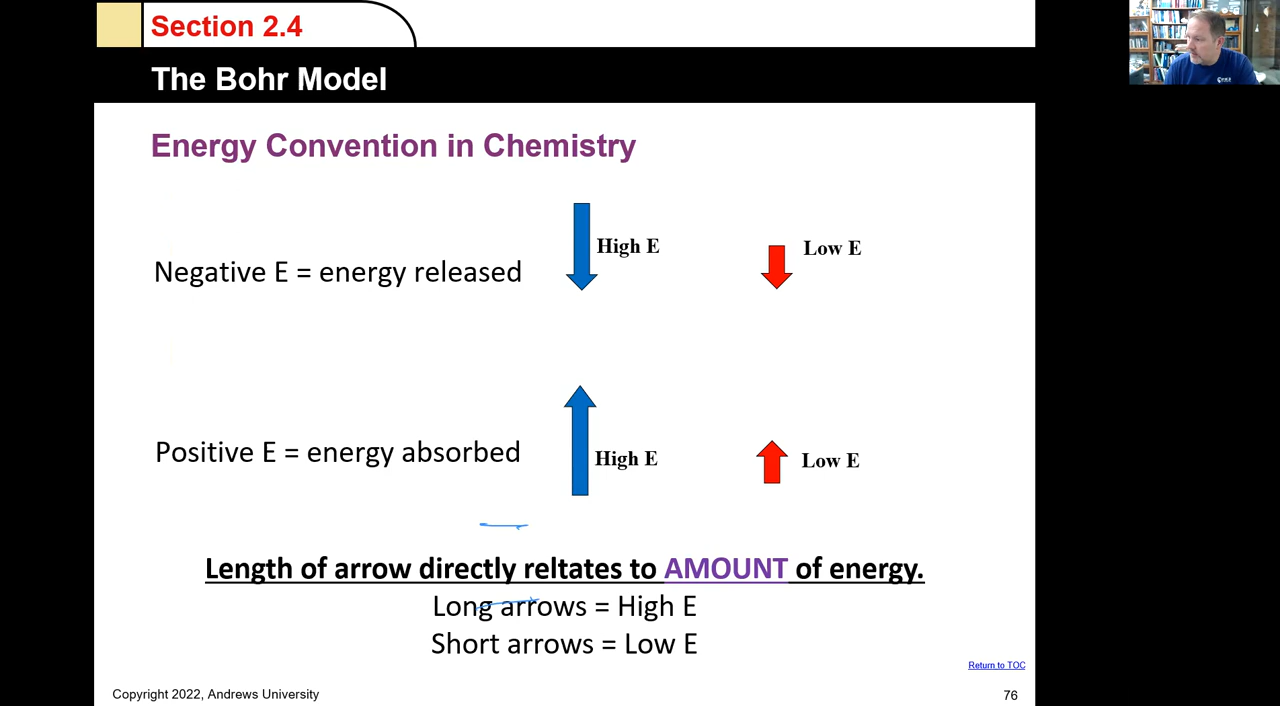 Section 2.4
The Bohr Model
Energy Convention in Chemistry
High E
Low E
Negative E = energy released
Positive E = energy absorbed
High E
Low E
Length of arrow directly reltates to AMOUNT of energy.
Long arrows = High E
Short arrows = Low E
Return to TOC
Copyright 2022, Andrews University
76